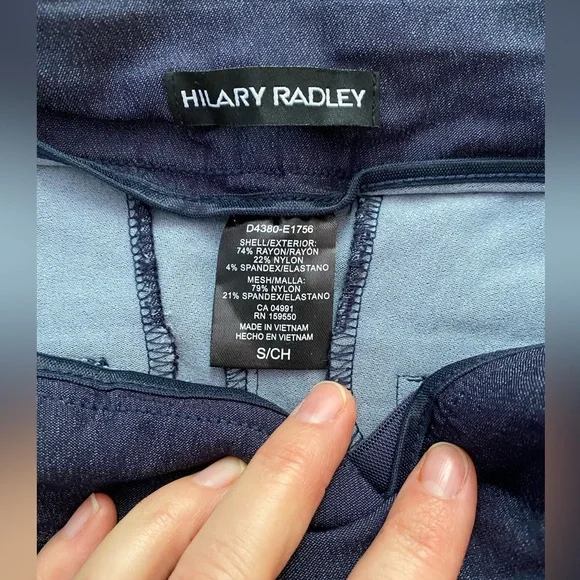 HILARY RADLEY
D4380-E1756
SHELL/EXTERIOR:
74% RAYON/RAYÓN
22% NYLON
4% SPANDEX/ELASTANO
MESH/MALLA:
79% NYLON
21% SPANDEX/ELASTANO
CA 04991
RN 159550
MADE IN VIETNAM
HECHO EN VIETNAM
S/CH